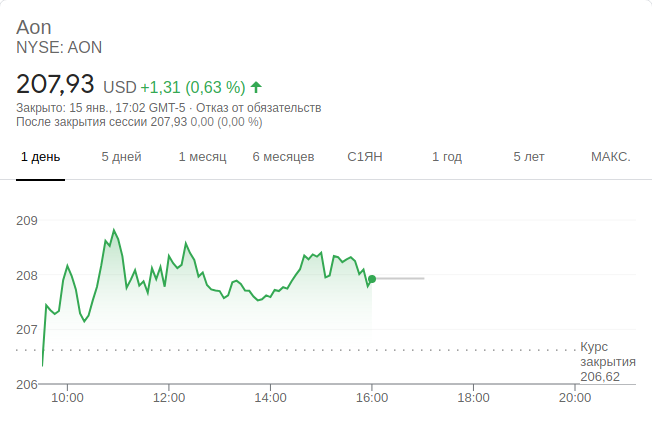 Aon
NYSE: AON
207,93 USD +1,31 (0,63 %)
Закрыто: 15 янв., 17:02 GMT-5 · Отказ от обязательств
После закрытия сессии 207,93 0,00 (0,00 %)
1 день 5 дней 1 месяц 6 месяцев С1ЯН 1 год 5 лет МАКС.
209
208
207
Курс
закрытия
206,62
206
10:00 12:00 14:00 16:00 18:00 20:00